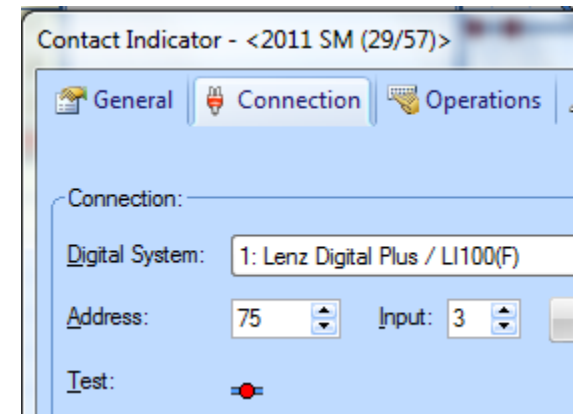 Contact Indicator - <2011 SM (29/57)>
General Connection Operations
Connection:
Digital System: 1: Lenz Digital Plus / LI100(F)
Address: 75 Input: 3
Test: